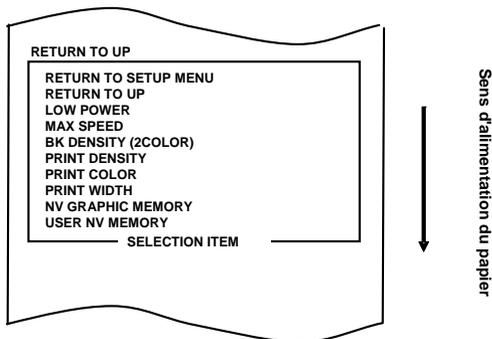 RETURN TO UP
RETURN TO SETUP MENU
RETURN TO UP
LOW POWER
MAX SPEED
BK DENSITY (2COLOR)
PRINT DENSITY
PRINT COLOR
PRINT WIDTH
NV GRAPHIC MEMORY
USER NV MEMORY
SELECTION ITEM
Sens d'alimentation du papier